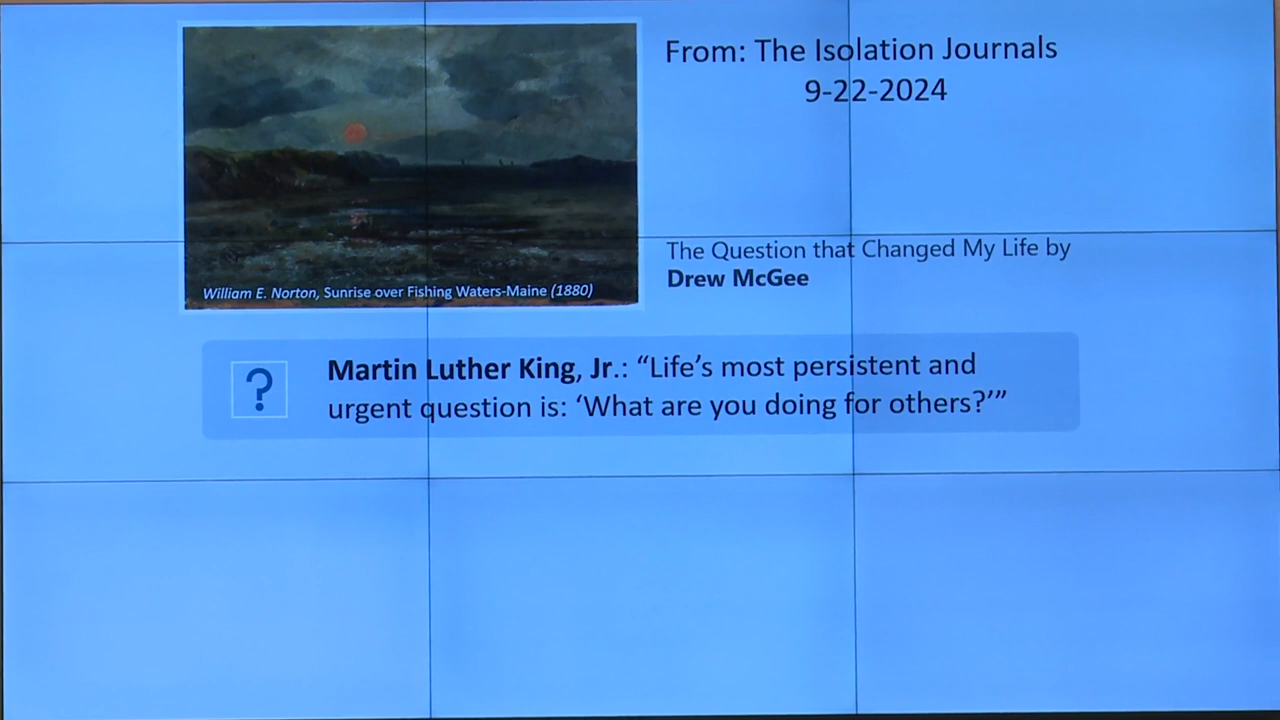 From: The Isolation Journals
9-22-2024
William E. Norton, Sunrise over Fishing Waters-Maine (1880)
The Question that Changed My Life by
Drew McGee
?
Martin Luther King, Jr.: “Life’s most persistent and
urgent question is: ‘What are you doing for others?’”